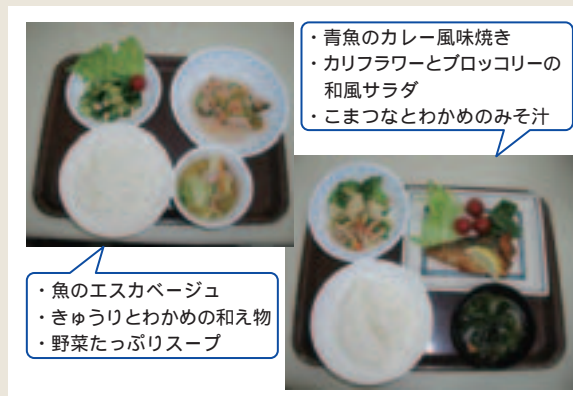 ・青魚のカレー風味焼き
・カリフラワーとブロッコリーの
和風サラダ
・こまつなとわかめのみそ汁
・魚のエスカベージュ
・きゅうりとわかめの和え物
・野菜たっぷりスープ